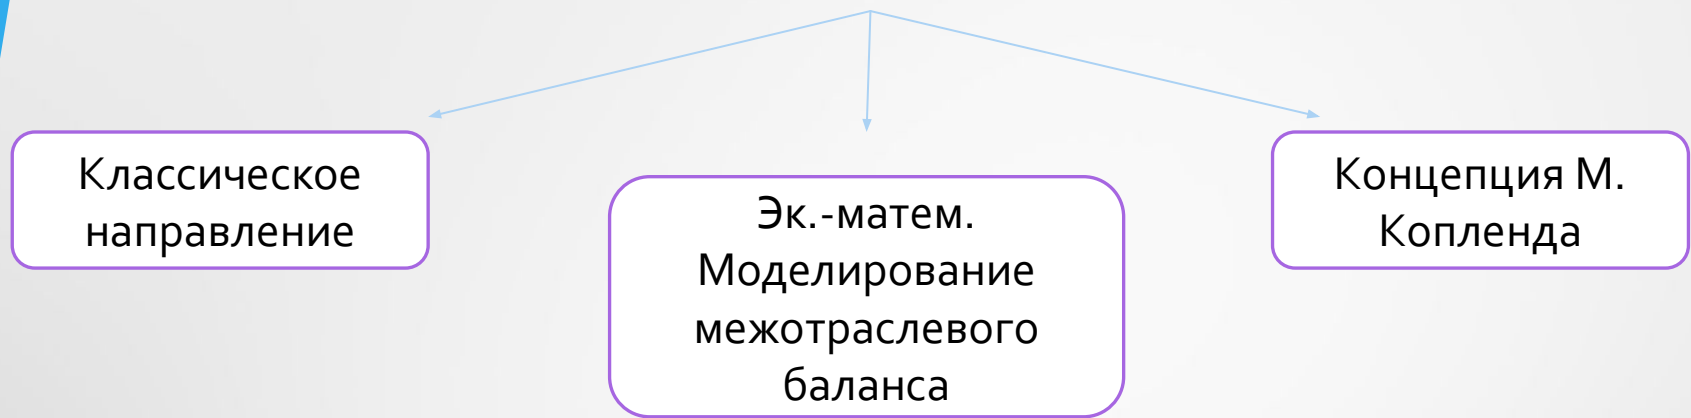 Классическое
направление
Эк.-матем.
Моделирование
межотраслевого
баланса
Концепция М.
Копленда